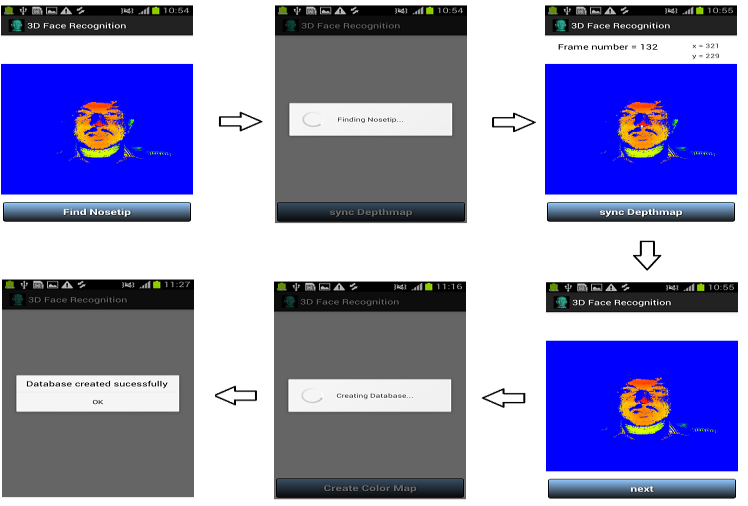 10:54
3D Face Recognition
Find Nosetip
10:54
3D Face Recognition
Finding Nosetip...
sync Depthmap
10:55
3D Face Recognition
Frame number = 132
x = 321
y = 229
sync Depthmap
10:55
3D Face Recognition
next
11:16
3D Face Recognition
Creating Database...
Create Color Map
11:27
3D Face Recognition
Database created sucessfully
OK